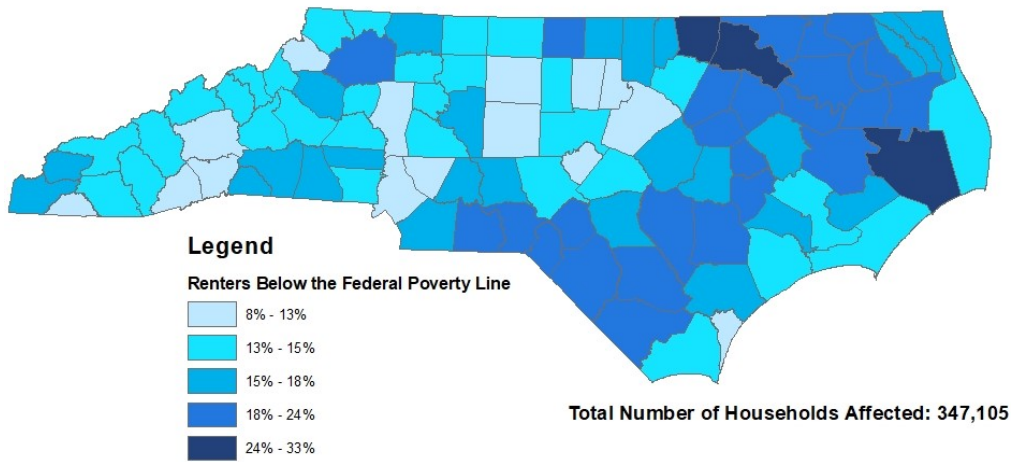 Legend
Renters Below the Federal Poverty Line
8% - 13%
13% - 15%
15% - 18%
18% - 24%
24% - 33%
Total Number of Households Affected: 347,105